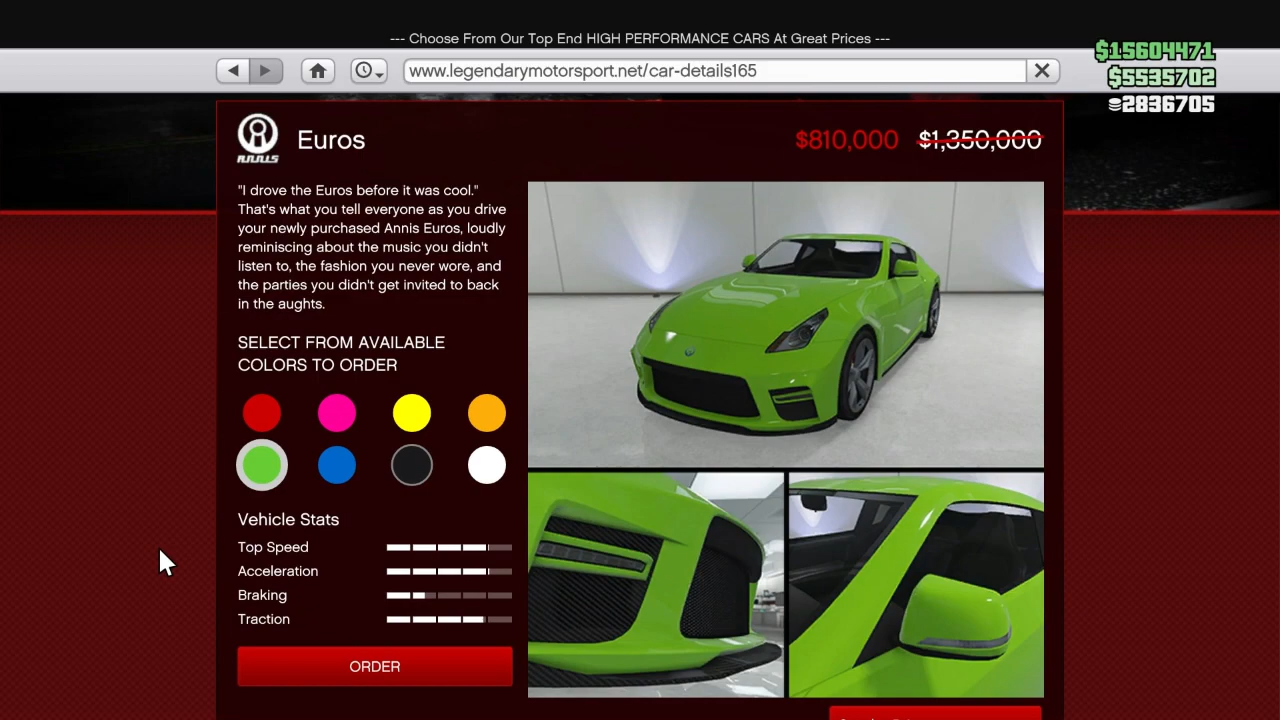 --- Choose From Our Top End HIGH PERFORMANCE CARS At Great Prices ---
$15604471
www.legendarymotorsport.net/car-details165
$5535702
2836705
ANNIS
Euros
$810,000 $1,350,000
"I drove the Euros before it was cool."
That's what you tell everyone as you drive
your newly purchased Annis Euros, loudly
reminiscing about the music you didn't
listen to, the fashion you never wore, and
the parties you didn't get invited to back
in the aughts.
SELECT FROM AVAILABLE
COLORS TO ORDER
Vehicle Stats
Top Speed
Acceleration
Braking
Traction
ORDER